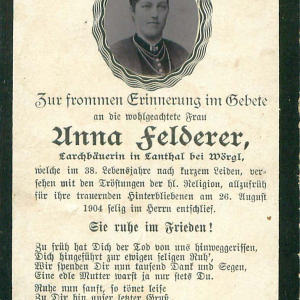 Zur frommen Erinnerung im Gebete
an die wohlgeachtete Frau
Anna Felderer,
Larchbäuerin in Lanthal bei Wörgl,
welche im 38. Lebensjahre nach kurzem Leiden, ver-
sehen mit den Tröstungen der hl. Religion, allzufrüh
für ihre trauernden Hinterbliebenen am 26. August
1904 selig im Herrn entschlief.
Sie ruhe im Frieden!
Zu früh hat Dich der Tod von uns hinweggerissen,
Dich hingeführt zur ewigen seligen Ruh',
Wir spenden Dir nun tausend Dank und Segen,
Eine edle Mutter warst ja nur stets Du.
Ruhe nun sanft, so tönet leise
Zu Dir hin unser letzter Gruß